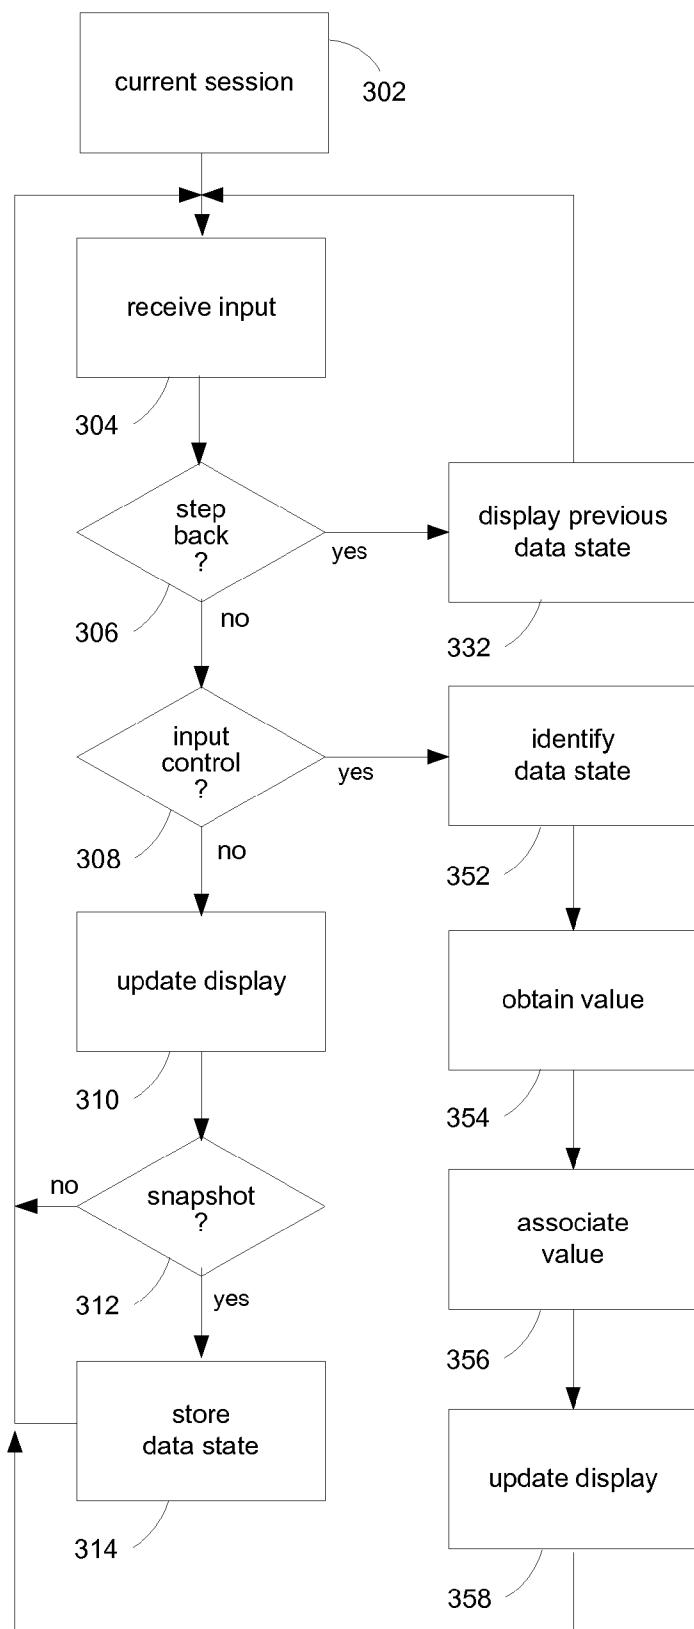 current session
302
receive input
304
step
back
?
yes
306
no
display previous
data state
332
input
control
?
yes
308
no
identify
data state
352
update display
310
obtain value
354
snapshot
?
no
312
yes
associate
value
356
store
data state
314
update display
358